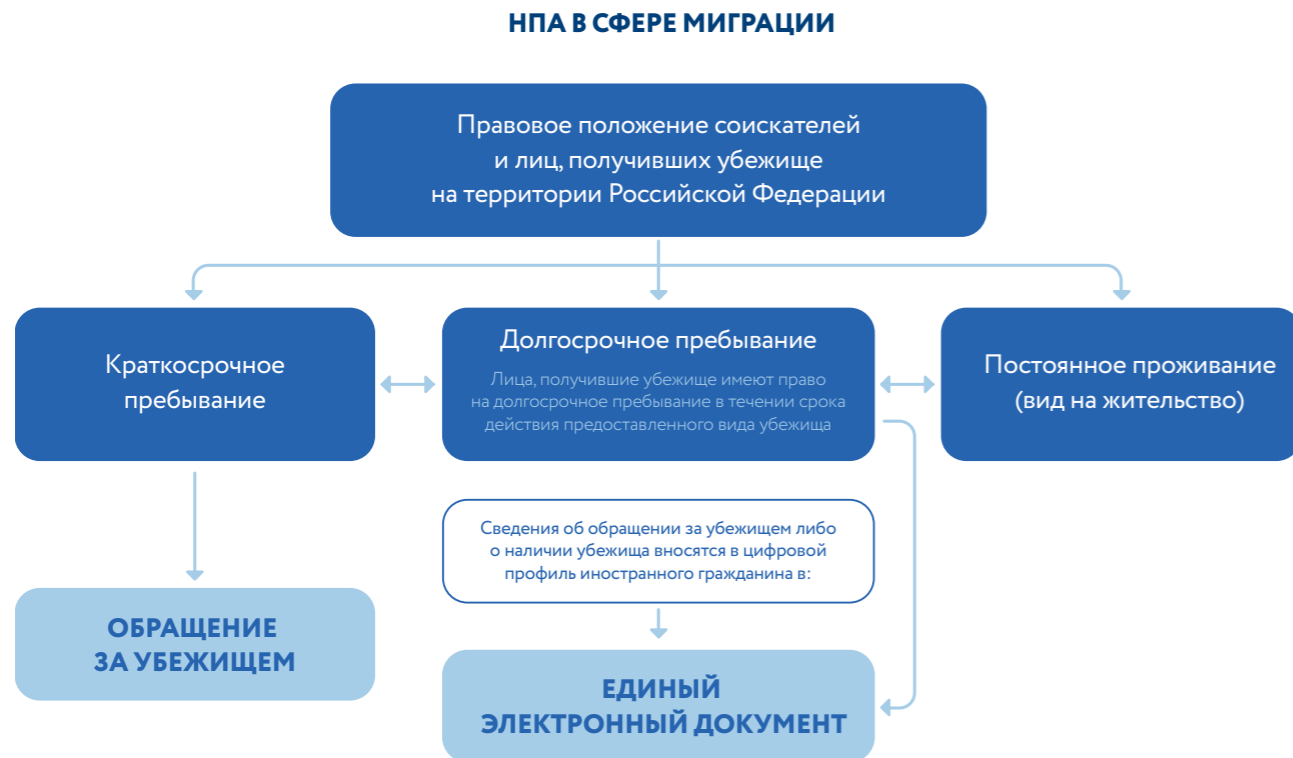 НПА В СФЕРЕ МИГРАЦИИ
Правовое положение соискателей
и лиц, получивших убежище
на территории Российской Федерации
Краткосрочное
пребывание
Долгосрочное пребывание
Лица, получившие убежище имеют право
на долгосрочное пребывание в течении срока
действия предоставленного вида убежища
Постоянное проживание
(вид на жительство)
Сведения об обращении за убежищем либо
о наличии убежища вносятся в цифровой
профиль иностранного гражданина в:
ОБРАЩЕНИЕ
ЗА УБЕЖИЩЕМ
ЕДИНЫЙ
ЭЛЕКТРОННЫЙ ДОКУМЕНТ